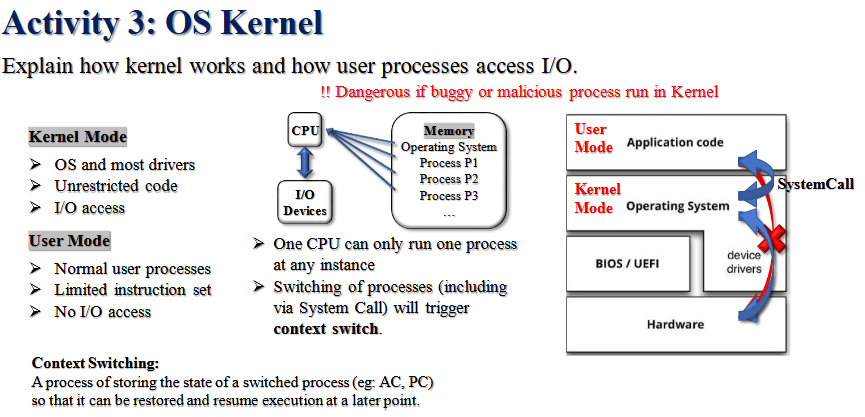 Activity 3: OS Kernel
Explain how kernel works and how user processes access I/O.
!! Dangerous if buggy or malicious process run in Kernel
Kernel Mode
➢ OS and most drivers
➢ Unrestricted code
➢ I/O access
User Mode
➢ Normal user processes
➢ Limited instruction set
➢ No I/O access
CPU
I/O
Devices
Memory
Operating System
Process P1
Process P2
Process P3
…
➢ One CPU can only run one process
at any instance
➢ Switching of processes (including
via System Call) will trigger
context switch.
User
Mode
Application code
SystemCall
Kernel
Mode
Operating System
BIOS / UEFI
device
drivers
Hardware
Context Switching:
A process of storing the state of a switched process (eg: AC, PC)
so that it can be restored and resume execution at a later point.